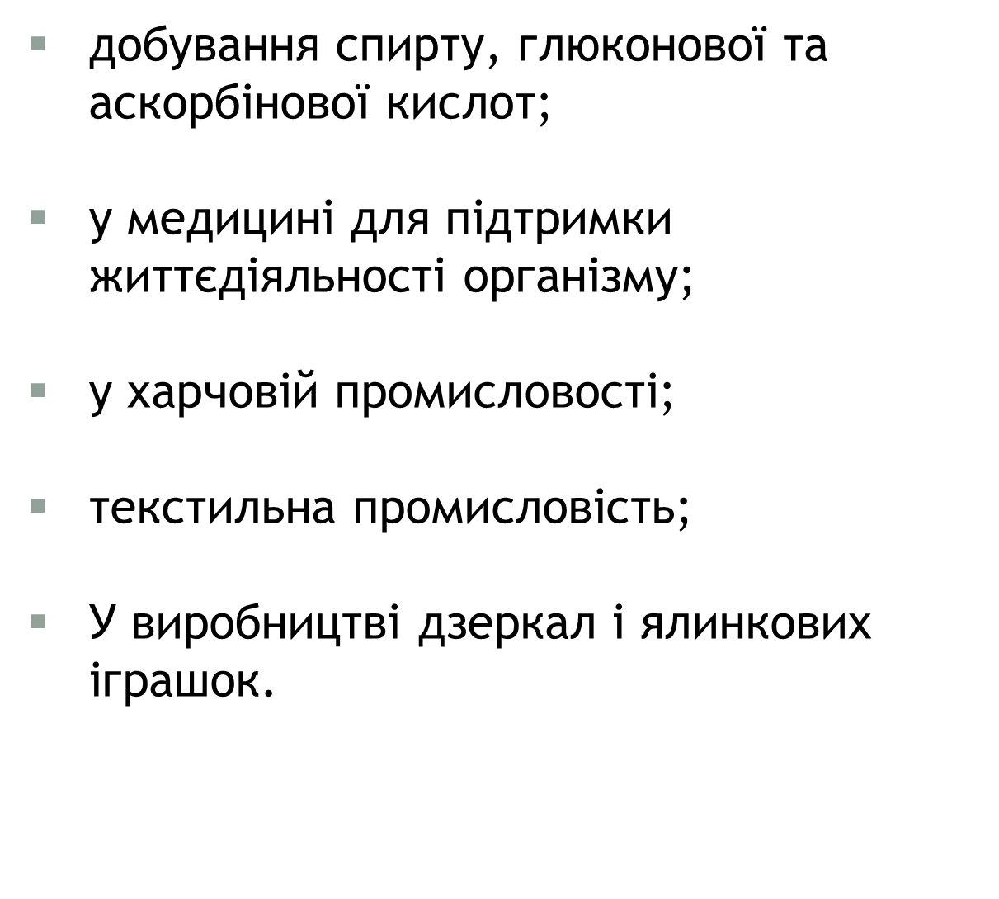 добування спирту, глюконової та
аскорбінової кислот;
у медицині для підтримки
життєдіяльності організму;
у харчовій промисловості;
текстильна промисловість;
У виробництві дзеркал і ялинкових
іграшок.